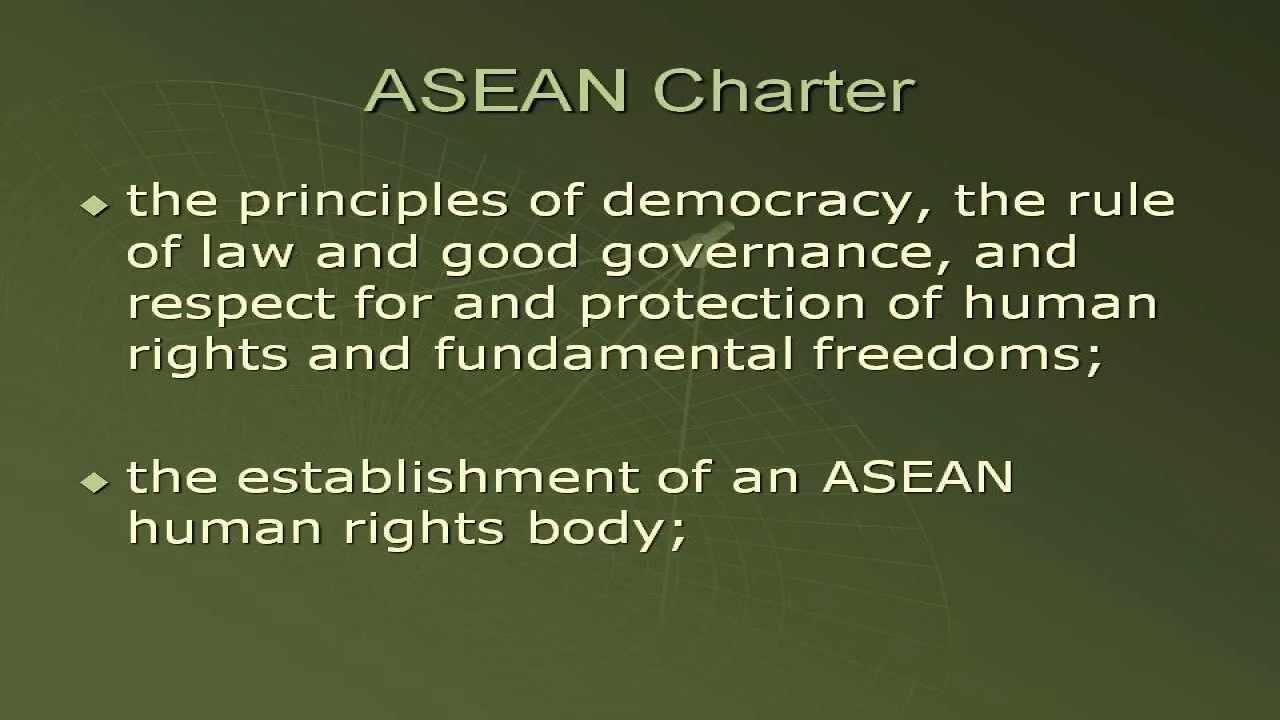 ASEAN Charter
the principles of democracy, the rule
of law and good governance, and
respect for and protection of human
rights and fundamental freedoms;
the establishment of an ASEAN
human rights body;